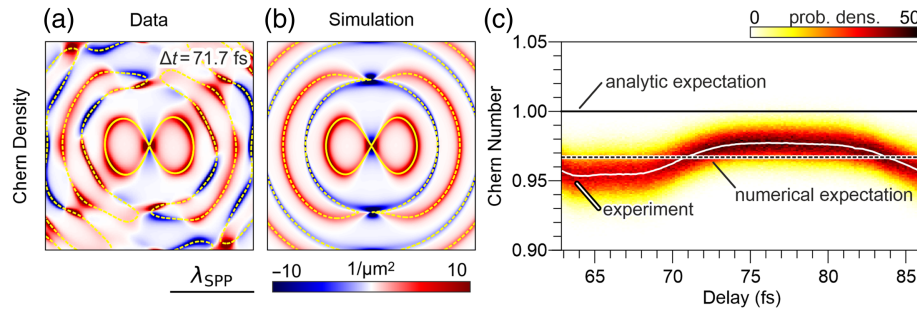 (a) Data
Δt = 71.7 fs
Chern Density
(b) Simulation
λSPP
−10 1/μm² 10
(c)
0 prob. dens. 50
1.05
1.00
0.95
0.90
Chern Number
analytic expectation
experiment
numerical expectation
65 70 75 80 85
Delay (fs)